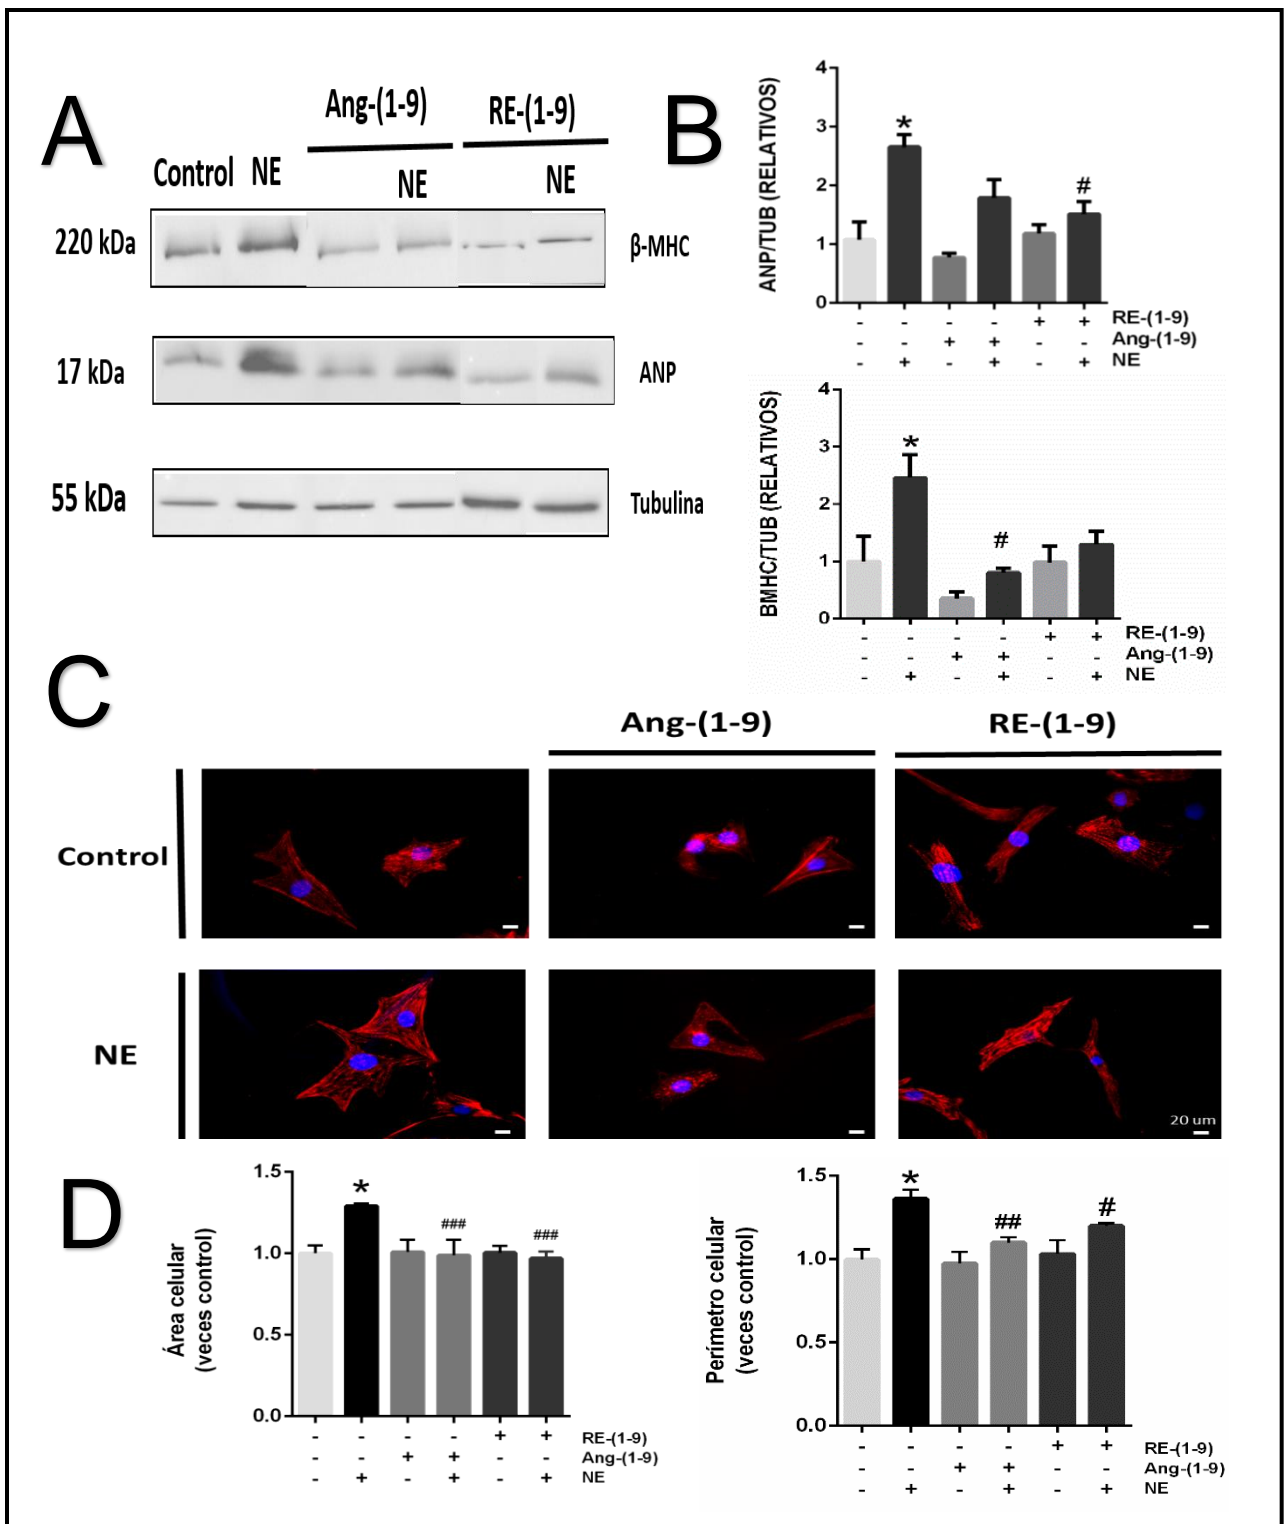 A
Ang-(1-9)
RE-(1-9)
Control
NE
NE
NE
220 kDa
β-MHC
17 kDa
ANP
55 kDa
Tubulina
B
ANP/TUB (RELATIVOS)
4
3
2
1
0
*
#
- - - - + + RE-(1-9)
- - + + - - Ang-(1-9)
- + - + - + NE
BMHC/TUB (RELATIVOS)
4
3
2
1
0
*
#
- - - - + + RE-(1-9)
- - + + - - Ang-(1-9)
- + - + - + NE
C
Ang-(1-9)
RE-(1-9)
Control
NE
20 um
D
Área celular
(veces control)
1.5
1.0
0.5
0.0
*
###
###
- - - - + + RE-(1-9)
- - + + - - Ang-(1-9)
- + - + - + NE
Perímetro celular
(veces control)
1.5
1.0
0.5
0.0
*
##
#
- - - - + + RE-(1-9)
- - + + - - Ang-(1-9)
- + - + - + NE